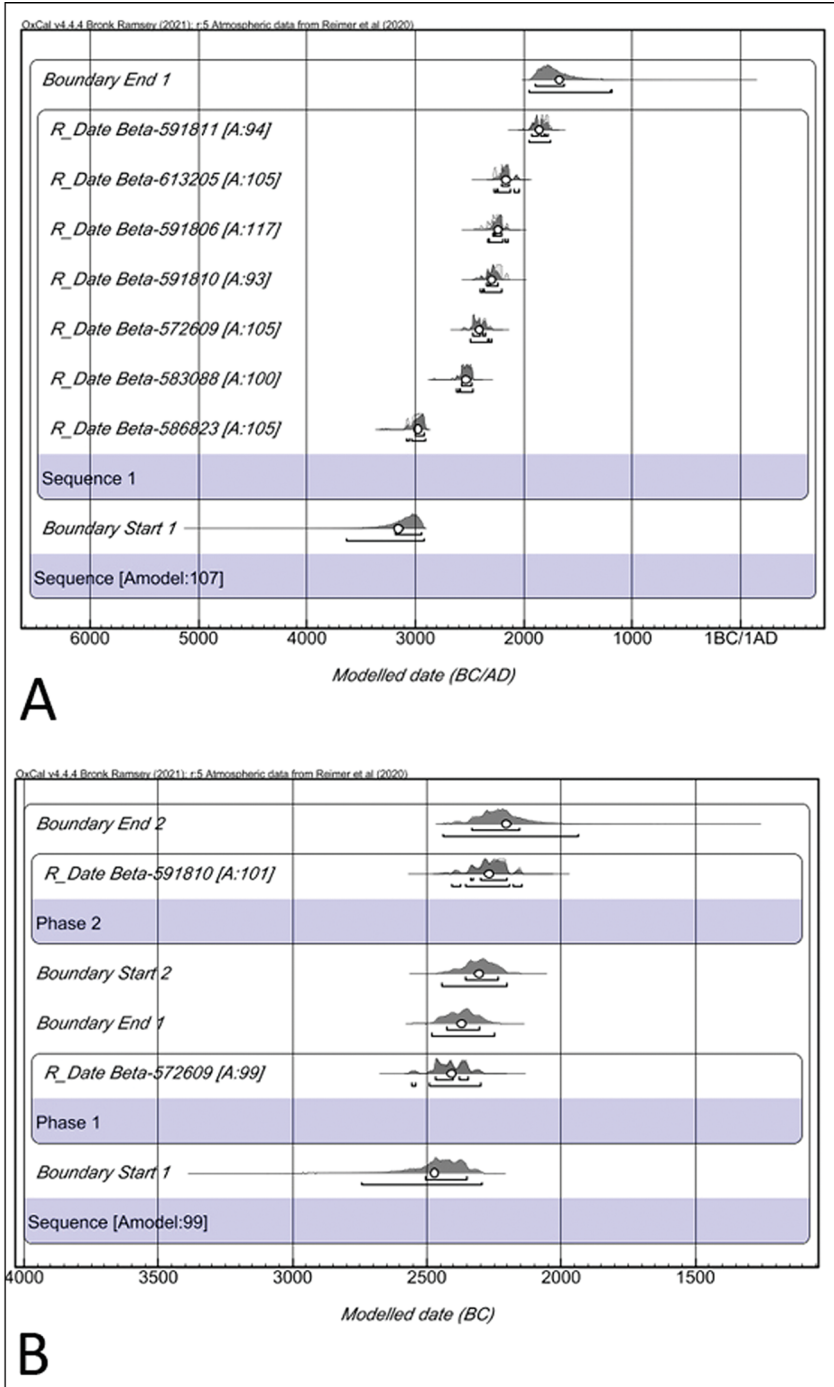 OxCal v4.4.4 Bronk Ramsey (2021); r:5 Atmospheric data from Reimer et al (2020)
Boundary End 1
R_Date Beta-591811 [A:94]
R_Date Beta-613205 [A:105]
R_Date Beta-591806 [A:117]
R_Date Beta-591810 [A:93]
R_Date Beta-572609 [A:105]
R_Date Beta-583088 [A:100]
R_Date Beta-586823 [A:105]
Sequence 1
Boundary Start 1
Sequence [Amodel:107]
6000 5000 4000 3000 2000 1000 1BC/1AD
Modelled date (BC/AD)
A
OxCal v4.4.4 Bronk Ramsey (2021); r:5 Atmospheric data from Reimer et al (2020)
Boundary End 2
R_Date Beta-591810 [A:101]
Phase 2
Boundary Start 2
Boundary End 1
R_Date Beta-572609 [A:99]
Phase 1
Boundary Start 1
Sequence [Amodel:99]
4000 3500 3000 2500 2000 1500
Modelled date (BC)
B